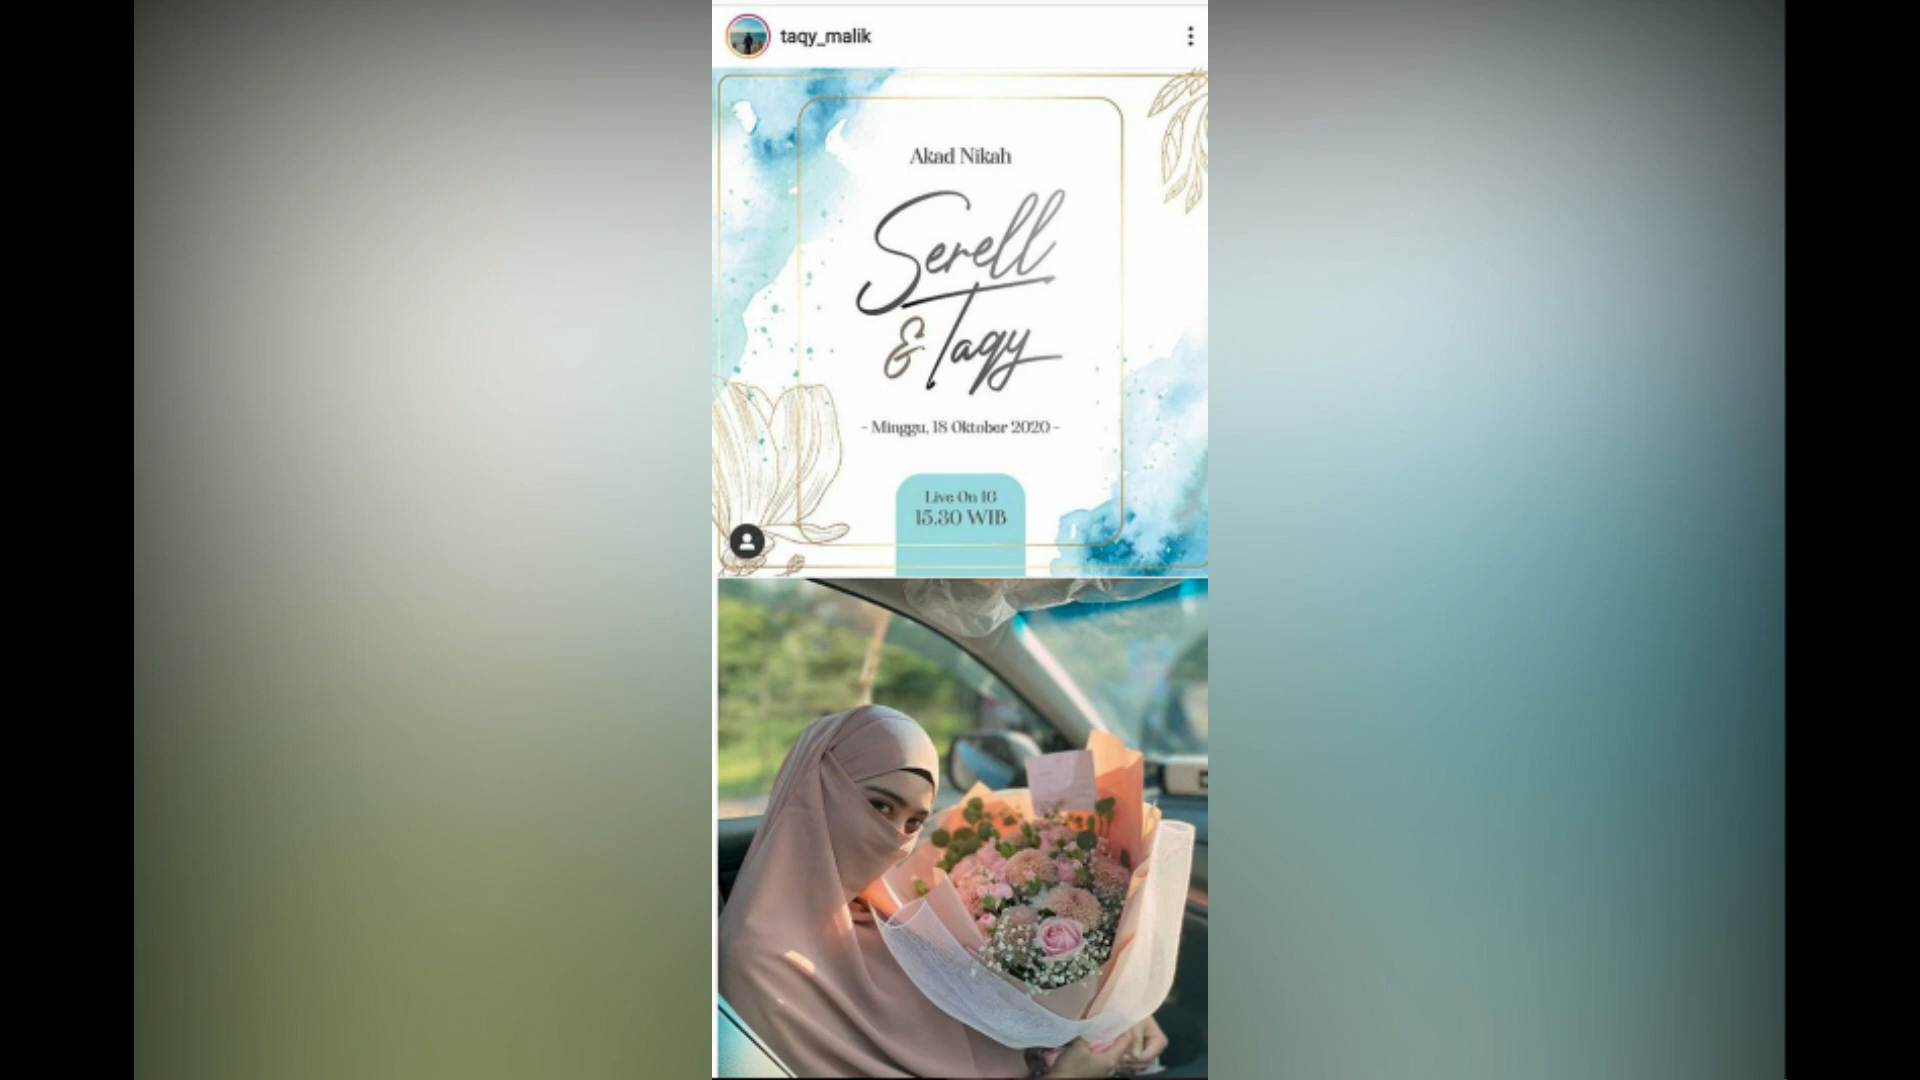 taqy_malik
Akad Nikah
Serell
& Taqy
- Minggu, 18 Oktober 2020 -
Live On IG
15.30 WIB